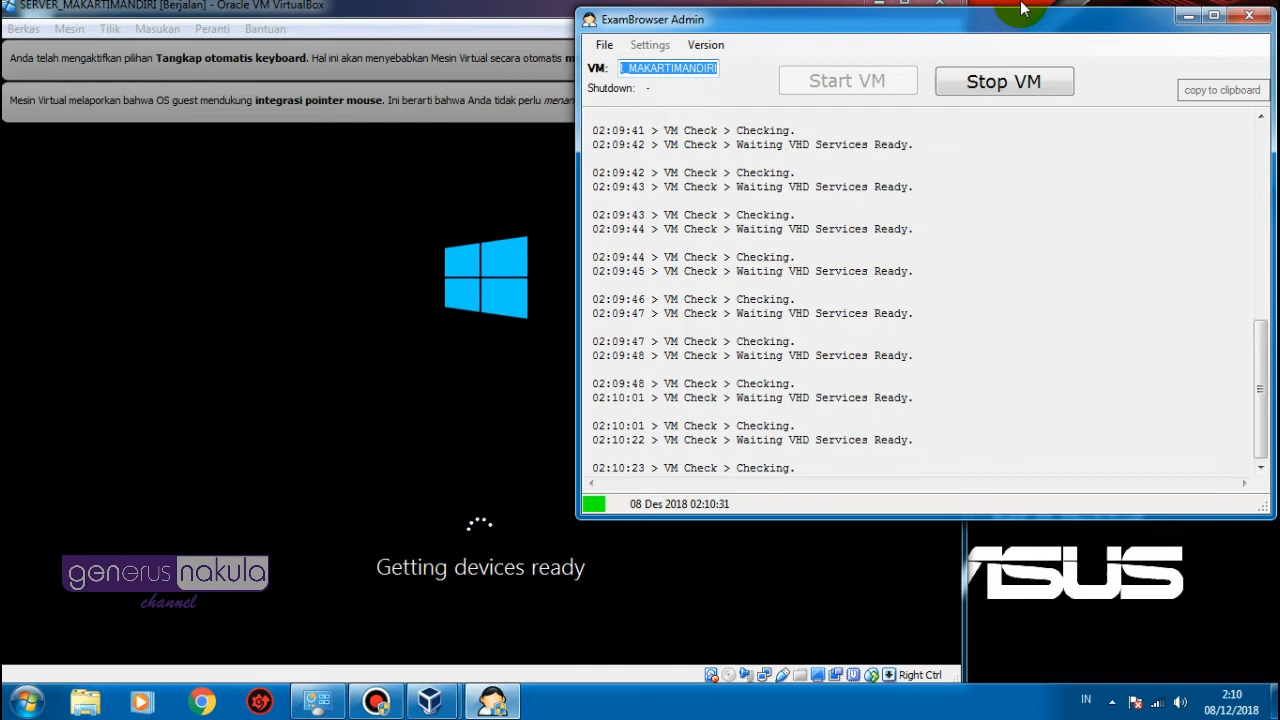 SERVER_MAKARTIMANDIRI [Berjalan] - Oracle VM VirtualBox
Berkas Mesin Tilik Masukan Peranti Bantuan
Anda telah mengaktifkan pilihan Tangkap otomatis keyboard. Hal ini akan menyebabkan Mesin Virtual secara otomatis
Mesin Virtual melaporkan bahwa OS guest mendukung integrasi pointer mouse. Ini berarti bahwa Anda tidak perlu
ExamBrowser Admin
File Settings Version
VM: _MAKARTIMANDIRI
Start VM
Stop VM
Shutdown: -
copy to clipboard
02:09:41 > VM Check > Checking.
02:09:42 > VM Check > Waiting VHD Services Ready.
02:09:42 > VM Check > Checking.
02:09:43 > VM Check > Waiting VHD Services Ready.
02:09:43 > VM Check > Checking.
02:09:44 > VM Check > Waiting VHD Services Ready.
02:09:44 > VM Check > Checking.
02:09:45 > VM Check > Waiting VHD Services Ready.
02:09:46 > VM Check > Checking.
02:09:47 > VM Check > Waiting VHD Services Ready.
02:09:47 > VM Check > Checking.
02:09:48 > VM Check > Waiting VHD Services Ready.
02:09:48 > VM Check > Checking.
02:10:01 > VM Check > Waiting VHD Services Ready.
02:10:01 > VM Check > Checking.
02:10:22 > VM Check > Waiting VHD Services Ready.
02:10:23 > VM Check > Checking.
08 Des 2018 02:10:31
Getting devices ready
generus nakula
channel
ASUS
Right Ctrl
IN
2:10
08/12/2018